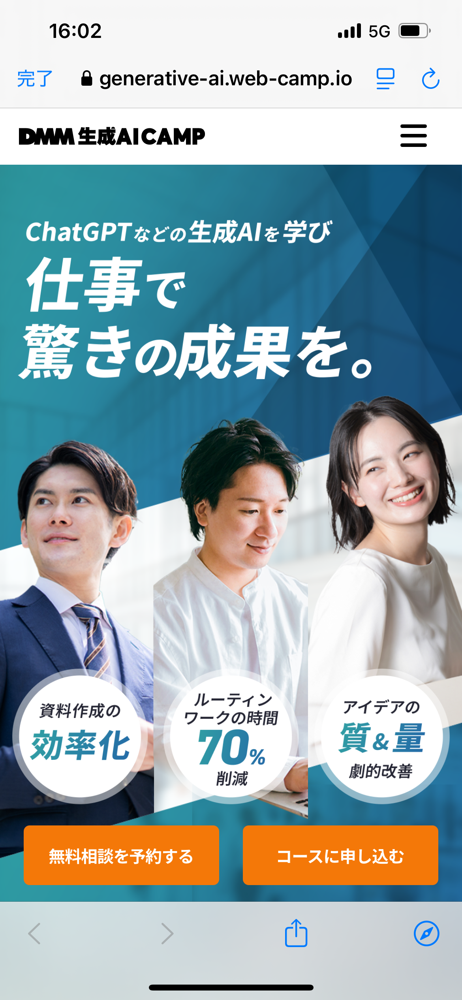 16:02
5G
完了
generative-ai.web-camp.io
DMM 生成AI CAMP
ChatGPTなどの生成AIを学び
仕事で
驚きの成果を。
資料作成の
効率化
ルーティン
ワークの時間
70%
削減
アイデアの
質&量
劇的改善
無料相談を予約する
コースに申し込む